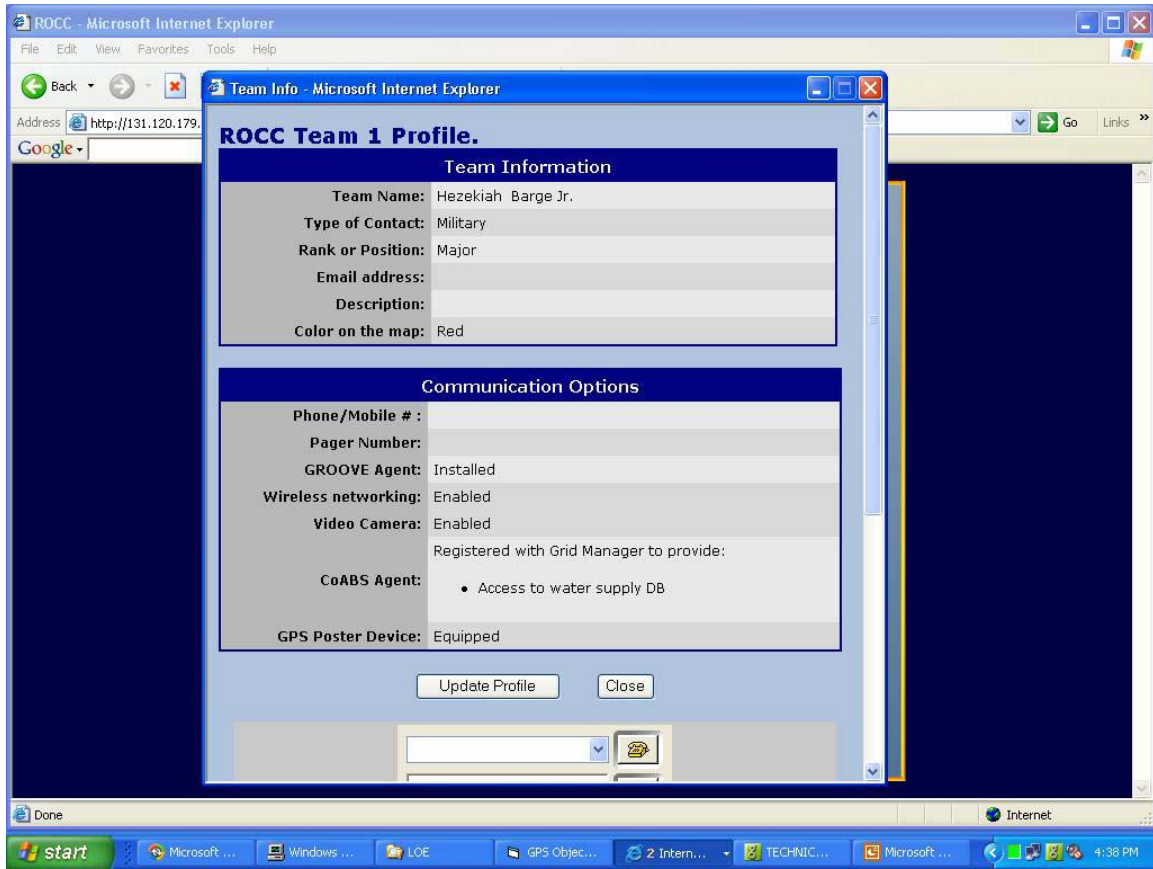 ROCC - Microsoft Internet Explorer
File Edit View Favorites Tools Help
Back
Team Info - Microsoft Internet Explorer
Address http://131.120.179.
Go Links »
Google
ROCC Team 1 Profile.
Team Information
Team Name: Hezekiah Barge Jr.
Type of Contact: Military
Rank or Position: Major
Email address:
Description:
Color on the map: Red
Communication Options
Phone/Mobile # :
Pager Number:
GROOVE Agent: Installed
Wireless networking: Enabled
Video Camera: Enabled
Registered with Grid Manager to provide:
CoABS Agent:
• Access to water supply DB
GPS Poster Device: Equipped
Update Profile Close
Done Internet
start Microsoft ... Windows ... LOE GPS Objec... 2 Intern... TECHNIC... Microsoft ... 4:38 PM